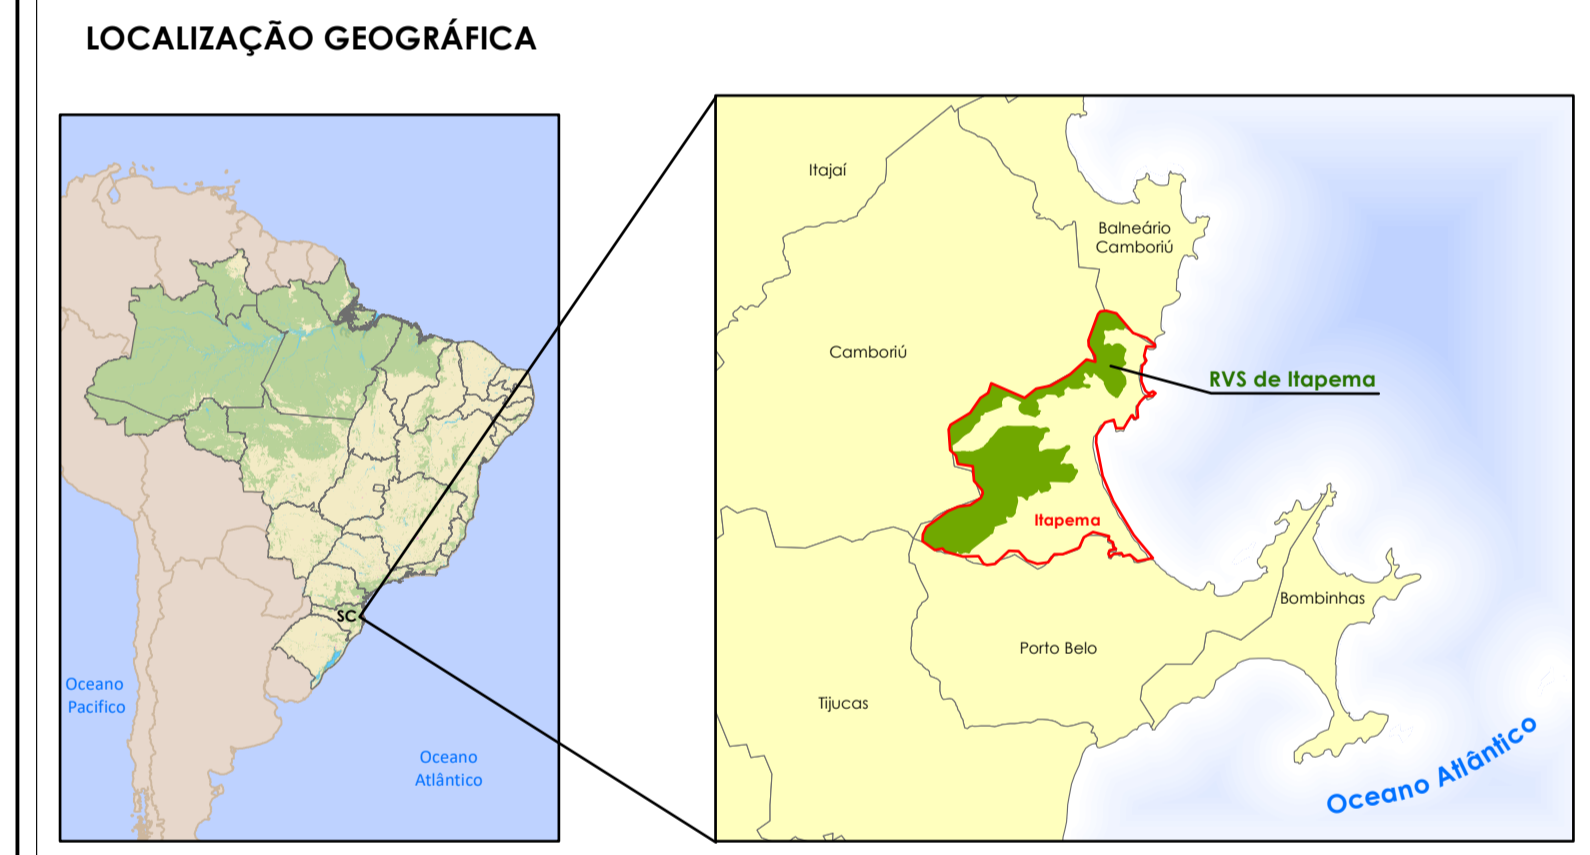 LOCALIZAÇÃO GEOGRÁFICA
SC
Oceano
Pacifico
Oceano
Atlântico
Itajaí
Balneário
Camboriú
Camboriú
RVS de Itapema
Itapema
Bombinhas
Porto Belo
Tijucas
Oceano Atlântico